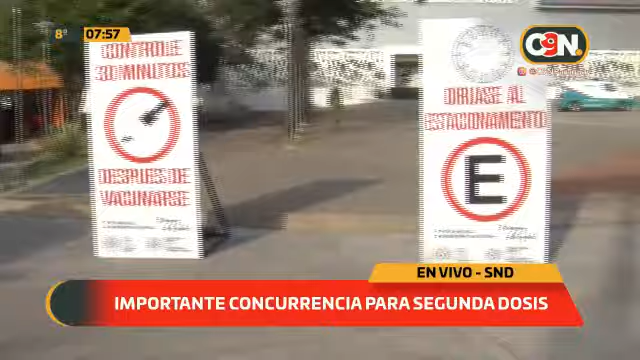 8° 07:57
C9N
CONTROLE
30 MINUTOS
DESPUES DE
VACUNARSE
DIRIJASE AL
ESTACIONAMIENTO
E
EN VIVO - SND
IMPORTANTE CONCURRENCIA PARA SEGUNDA DOSIS